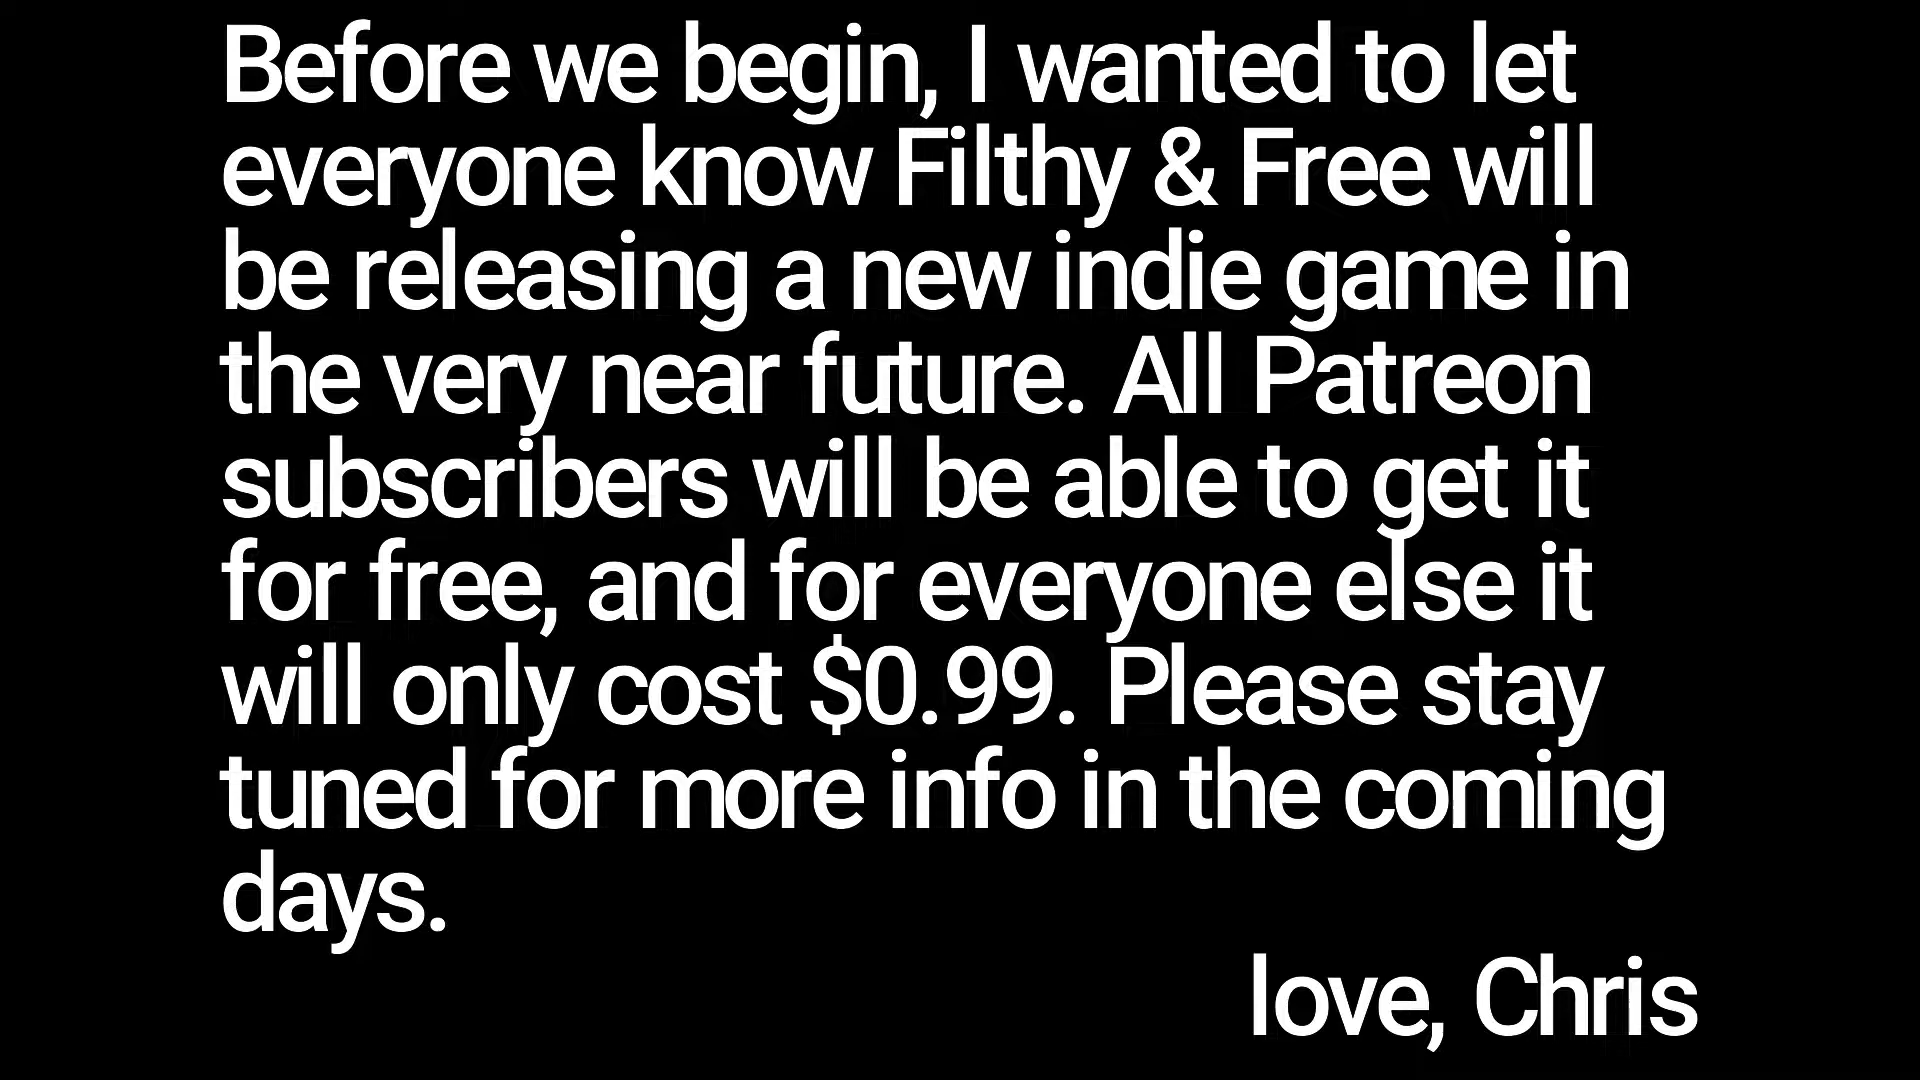 Before we begin, I wanted to let
everyone know Filthy & Free will
be releasing a new indie game in
the very near future. All Patreon
subscribers will be able to get it
for free, and for everyone else it
will only cost $0.99. Please stay
tuned for more info in the coming
days.
love, Chris